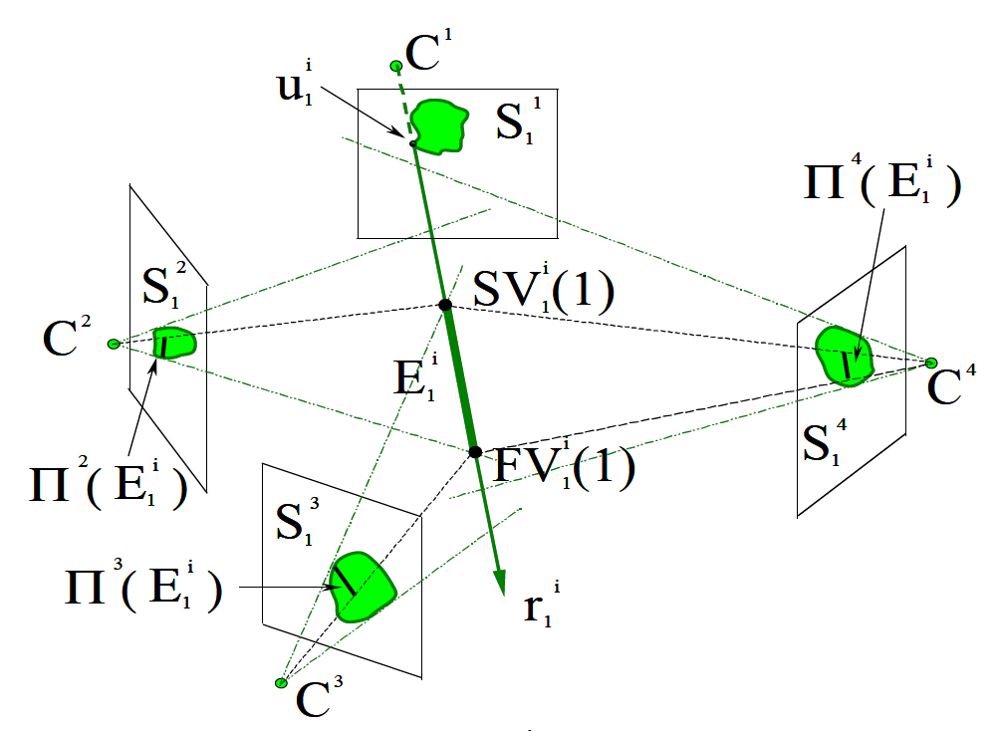 C¹
u₁ⁱ
S₁¹
Π⁴(E₁ⁱ)
S₁²
SV₁ⁱ(1)
C²
E₁ⁱ
C⁴
S₁⁴
FV₁ⁱ(1)
Π²(E₁ⁱ)
S₁³
Π³(E₁ⁱ)
r₁ⁱ
C³